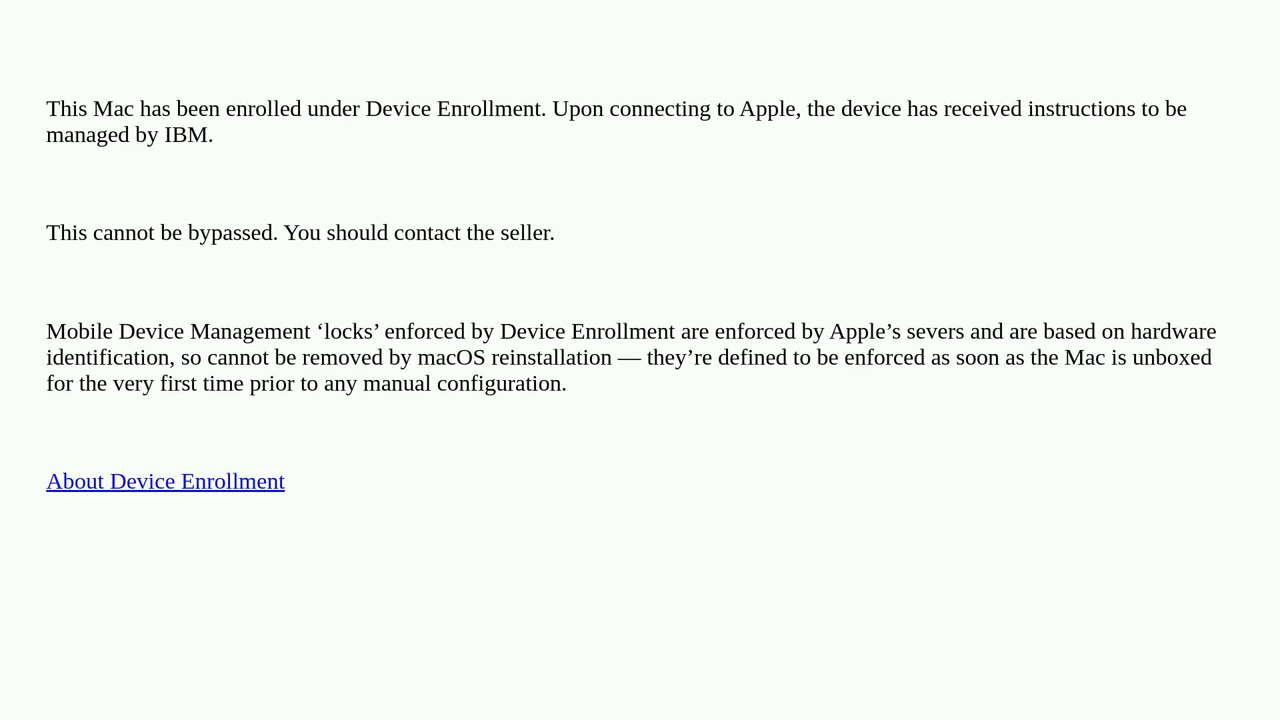 This Mac has been enrolled under Device Enrollment. Upon connecting to Apple, the device has received instructions to be
managed by IBM.
This cannot be bypassed. You should contact the seller.
Mobile Device Management ‘locks’ enforced by Device Enrollment are enforced by Apple’s severs and are based on hardware
identification, so cannot be removed by macOS reinstallation — they’re defined to be enforced as soon as the Mac is unboxed
for the very first time prior to any manual configuration.
About Device Enrollment